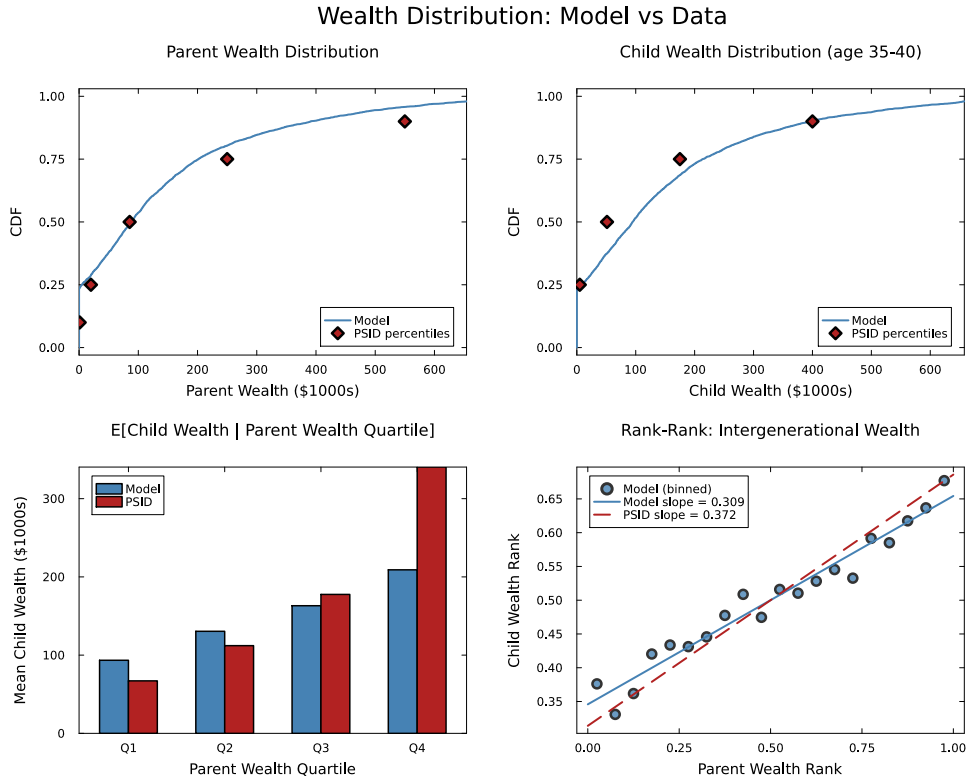 Wealth Distribution: Model vs Data
Parent Wealth Distribution
CDF
1.00
0.75
0.50
0.25
0.00
0 100 200 300 400 500 600
Parent Wealth ($1000s)
Model
PSID percentiles
Child Wealth Distribution (age 35-40)
CDF
1.00
0.75
0.50
0.25
0.00
0 100 200 300 400 500 600
Child Wealth ($1000s)
Model
PSID percentiles
E[Child Wealth | Parent Wealth Quartile]
Mean Child Wealth ($1000s)
300
200
100
0
Q1 Q2 Q3 Q4
Parent Wealth Quartile
Model
PSID
Rank-Rank: Intergenerational Wealth
Child Wealth Rank
0.65
0.60
0.55
0.50
0.45
0.40
0.35
0.00 0.25 0.50 0.75 1.00
Parent Wealth Rank
Model (binned)
Model slope = 0.309
PSID slope = 0.372